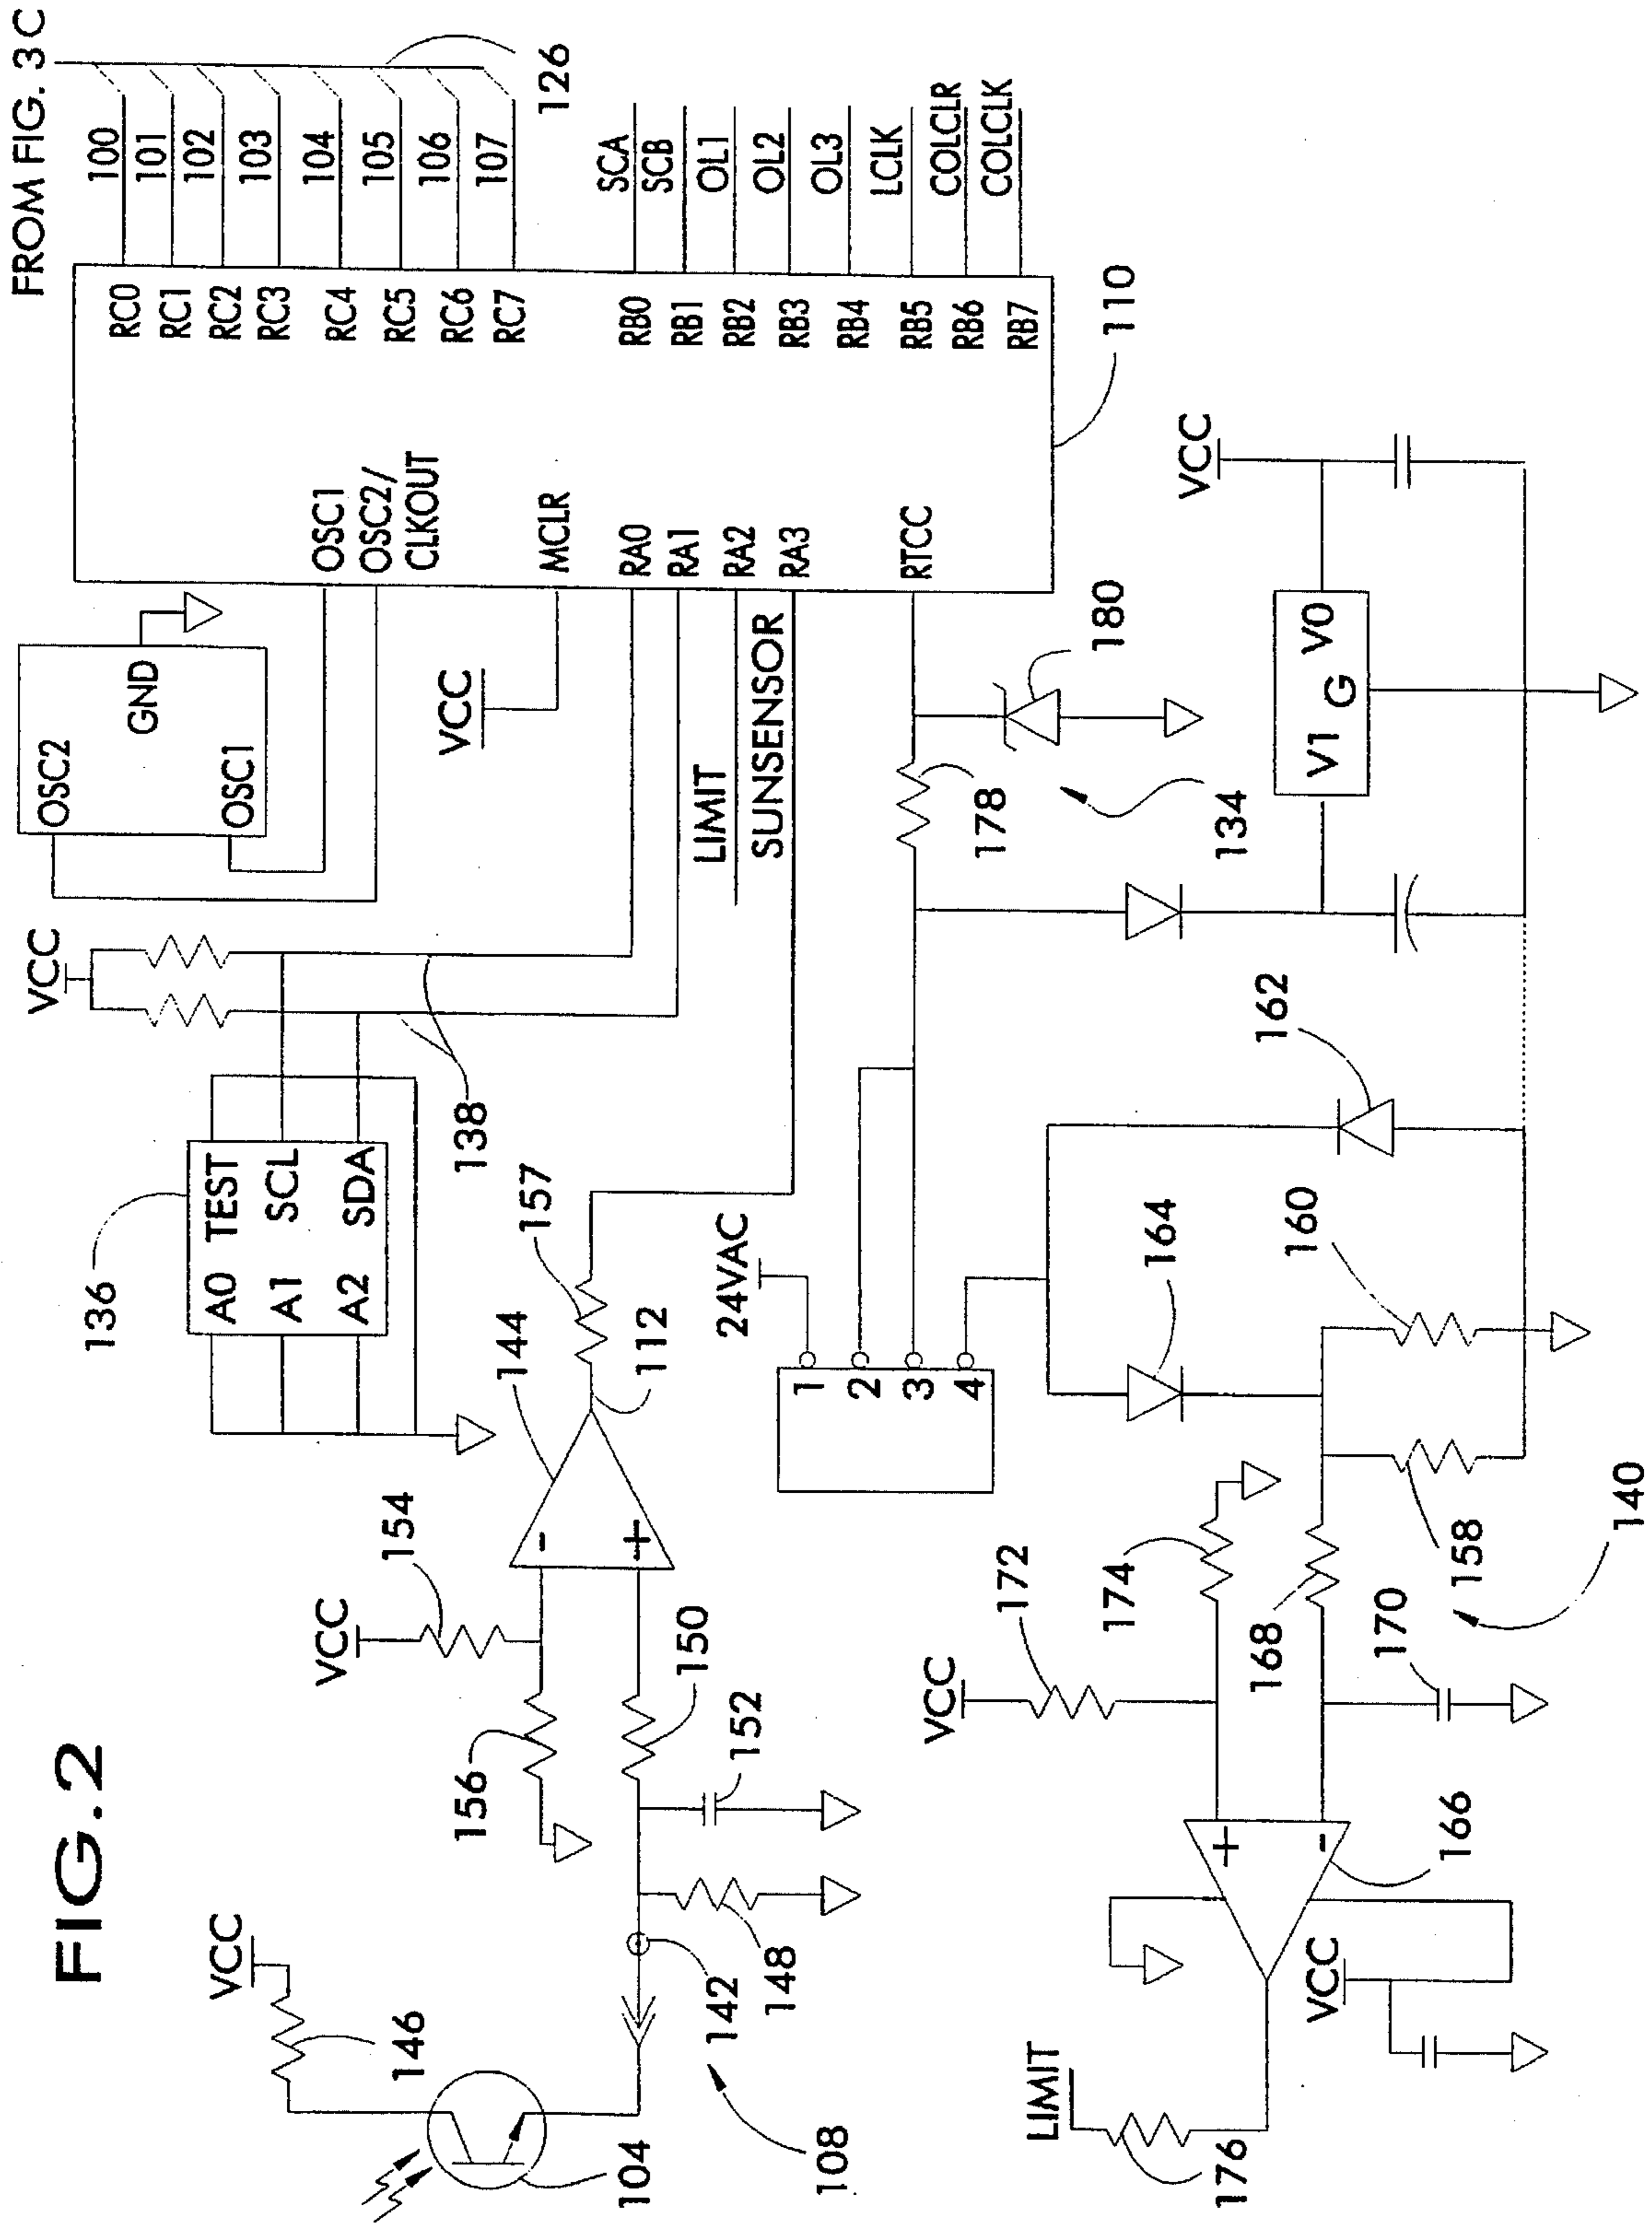 FIG.2
FROM FIG. 3C
VCC
146
104
108
142
148
152
150
156
VCC
154
144
112
157
136
A0 TEST
A1 SCL
A2 SDA
138
VCC
OSC2
GND
OSC1
VCC
LIMIT
SUNSENSOR
OSC1
OSC2/
CLKOUT
MCLR
RA0
RA1
RA2
RA3
RTCC
RC0
RC1
RC2
RC3
RC4
RC5
RC6
RC7
RB0
RB1
RB2
RB3
RB4
RB5
RB6
RB7
100
101
102
103
104
105
106
107
126
SCA
SCB
OL1
OL2
OL3
LCLK
COLCLR
COLCLK
110
24VAC
1
2
3
4
178
180
134
VCC
V1 G V0
162
164
160
158
140
174
168
172
VCC
170
166
VCC
LIMIT
176